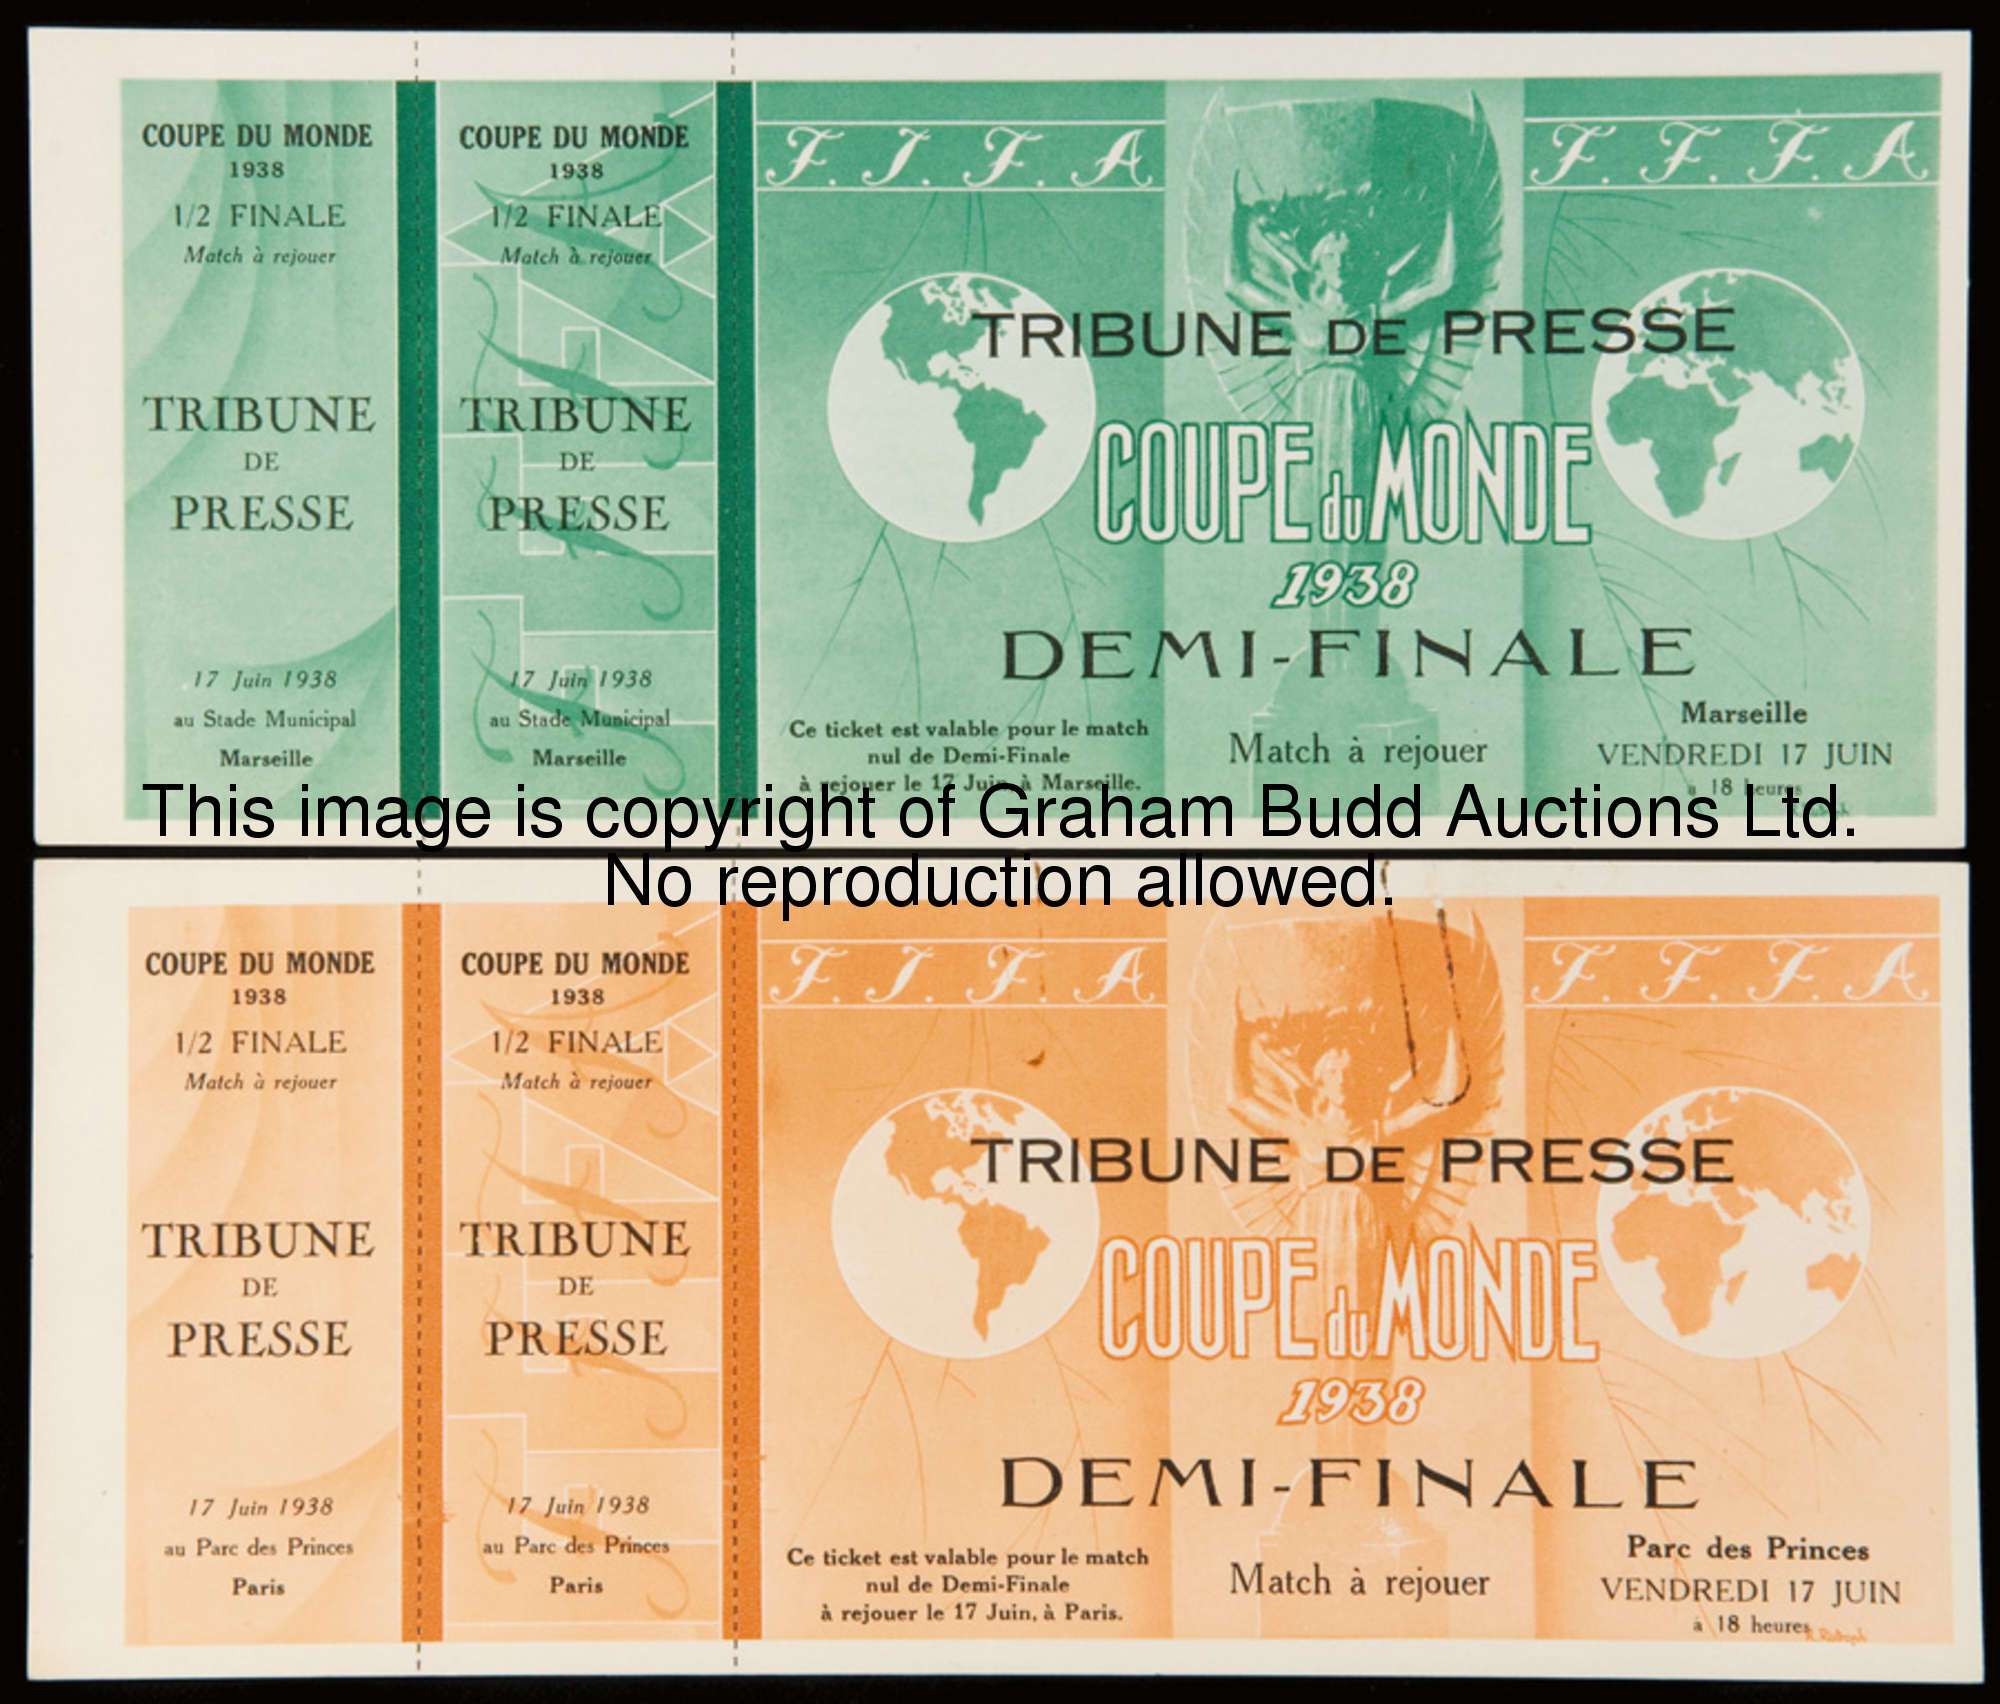 COUPE DU MONDE
1938
1/2 FINALE
Match à rejouer
TRIBUNE
DE
PRESSE
17 Juin 1938
au Stade Municipal
Marseille
COUPE DU MONDE
1938
1/2 FINALE
Match à rejouer
TRIBUNE
DE
PRESSE
17 Juin 1938
au Stade Municipal
Marseille
F.I.F.A
F.F.F.A
TRIBUNE DE PRESSE
COUPE du MONDE
1938
DEMI-FINALE
Ce ticket est valable pour le match
nul de Demi-Finale
à rejouer le 17 Juin, à Marseille.
Match à rejouer
Marseille
VENDREDI 17 JUIN
à 18 heures
This image is copyright of Graham Budd Auctions Ltd.
No reproduction allowed.
COUPE DU MONDE
1938
1/2 FINALE
Match à rejouer
TRIBUNE
DE
PRESSE
17 Juin 1938
au Parc des Princes
Paris
COUPE DU MONDE
1938
1/2 FINALE
Match à rejouer
TRIBUNE
DE
PRESSE
17 Juin 1938
au Parc des Princes
Paris
F.I.F.A
F.F.F.A
TRIBUNE DE PRESSE
COUPE du MONDE
1938
DEMI-FINALE
Ce ticket est valable pour le match
nul de Demi-Finale
à rejouer le 17 Juin, à Paris.
Match à rejouer
Parc des Princes
VENDREDI 17 JUIN
à 18 heures